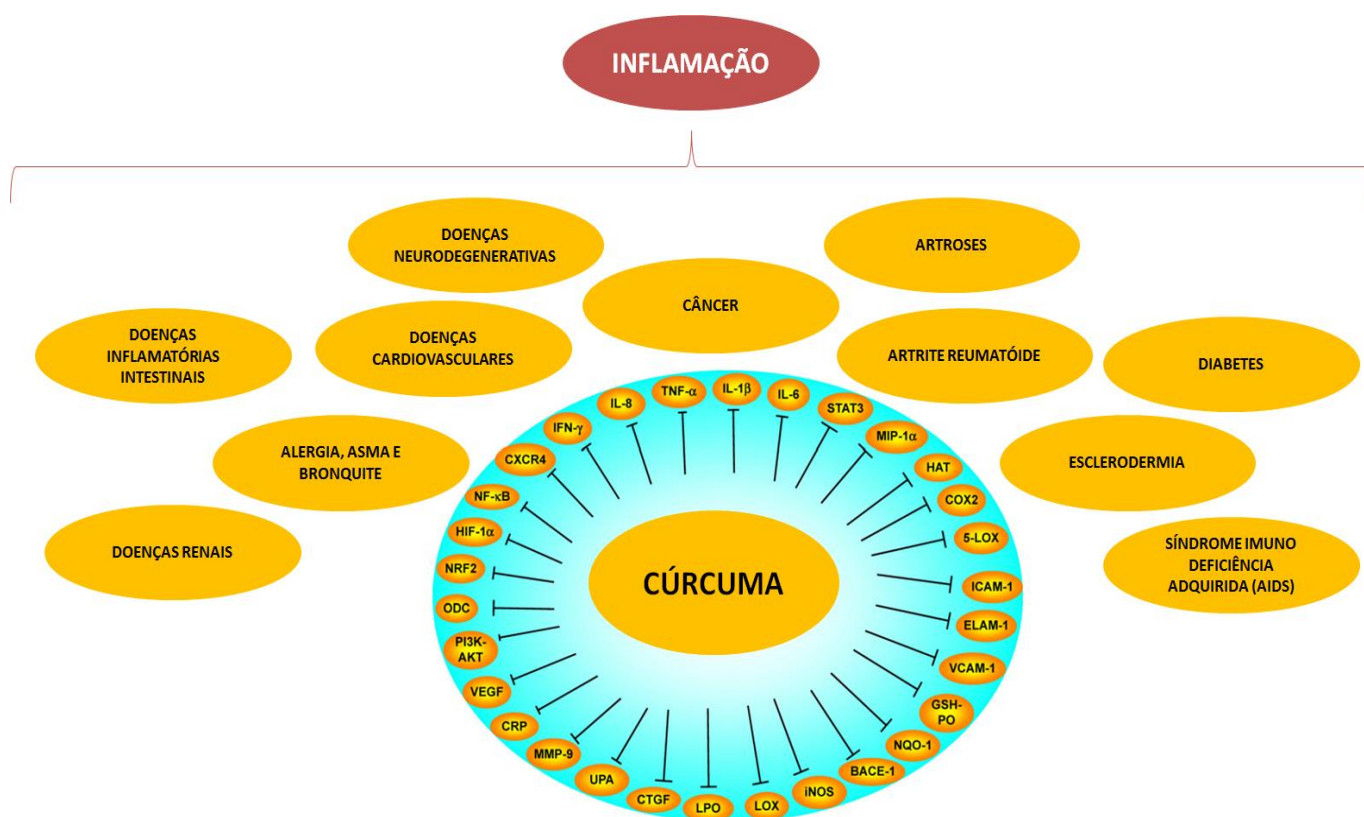 INFLAMAÇÃO
DOENÇAS
NEURODEGENERATIVAS
ARTROSES
CÂNCER
DOENÇAS
INFLAMATÓRIAS
INTESTINAIS
DOENÇAS
CARDIOVASCULARES
ARTRITE REUMATÓIDE
DIABETES
ALERGIA, ASMA E
BRONQUITE
ESCLERODERMIA
DOENÇAS RENAIS
SÍNDROME IMUNO
DEFICIÊNCIA
ADQUIRIDA (AIDS)
CÚRCUMA
TNF-α
IL-1β
IL-6
STAT3
MIP-1α
HAT
COX2
5-LOX
ICAM-1
ELAM-1
VCAM-1
GSH-
PO
NQO-1
BACE-1
iNOS
LOX
LPO
CTGF
UPA
MMP-9
CRP
VEGF
PI3K-
AKT
ODC
NRF2
HIF-1α
NF-κB
CXCR4
IFN-γ
IL-8